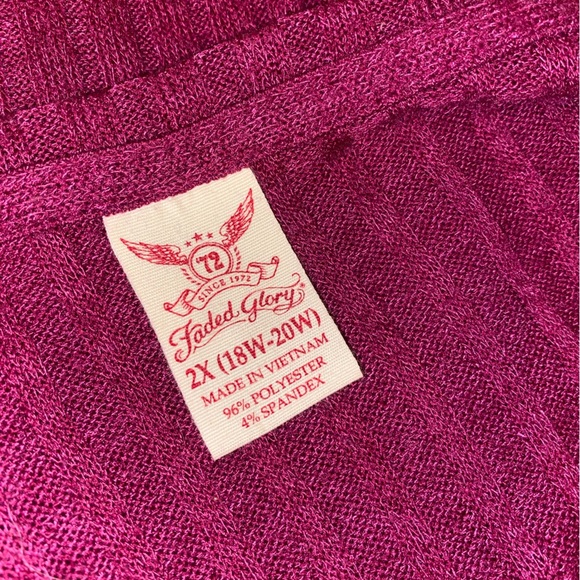 '72
SINCE 1972
Faded Glory
2X (18W-20W)
MADE IN VIETNAM
96% POLYESTER
4% SPANDEX